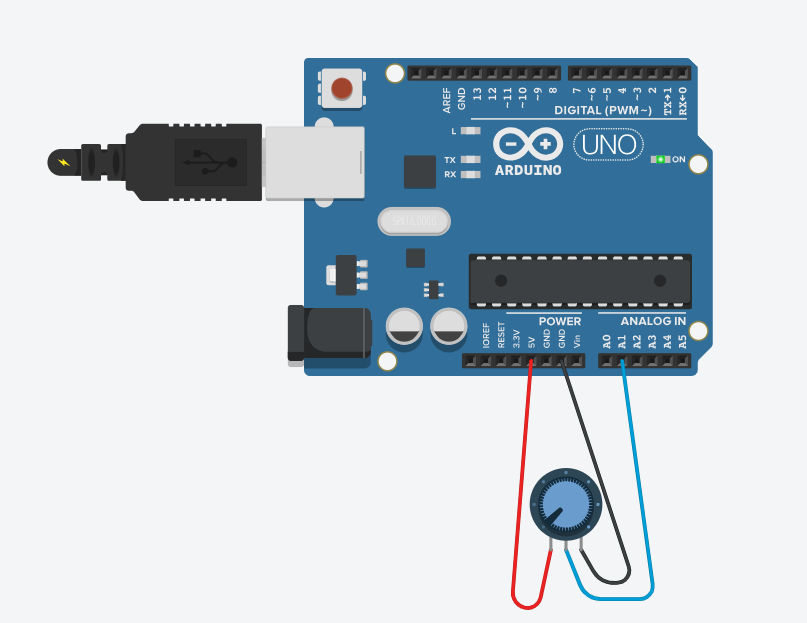 AREF
GND
13
12
~11
~10
~9
8
7
~6
~5
4
~3
2
TX→1
RX←0
DIGITAL (PWM~)
L
TX
RX
ARDUINO
UNO
ON
POWER
ANALOG IN
IOREF
RESET
3.3V
5V
GND
GND
Vin
A0
A1
A2
A3
A4
A5